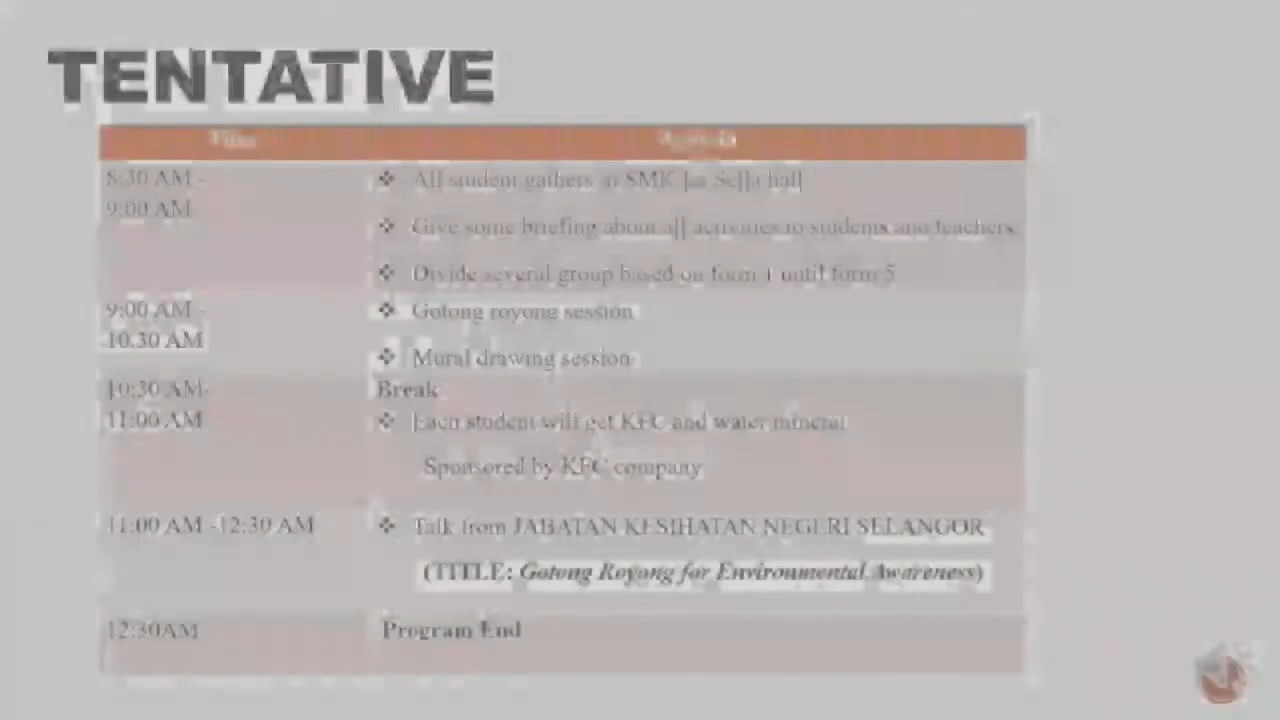 TENTATIVE
Time
8:30 AM -
9:00 AM
❖ All student gathers at SMK hall
❖ Give some briefing about all activities to students and teachers.
❖ Divide several group based on form 1 until form 5
9:00 AM -
10.30 AM
❖ Gotong royong session
❖ Mural drawing session
10:30 AM-
11:00 AM
Break
❖ Each student will get KFC and water mineral
Sponsored by KFC company
11:00 AM -12:30 AM
❖ Talk from JABATAN KESIHATAN NEGERI SELANGOR
(TITLE: Gotong Royong for Environmental Awareness)
12:30AM
Program End